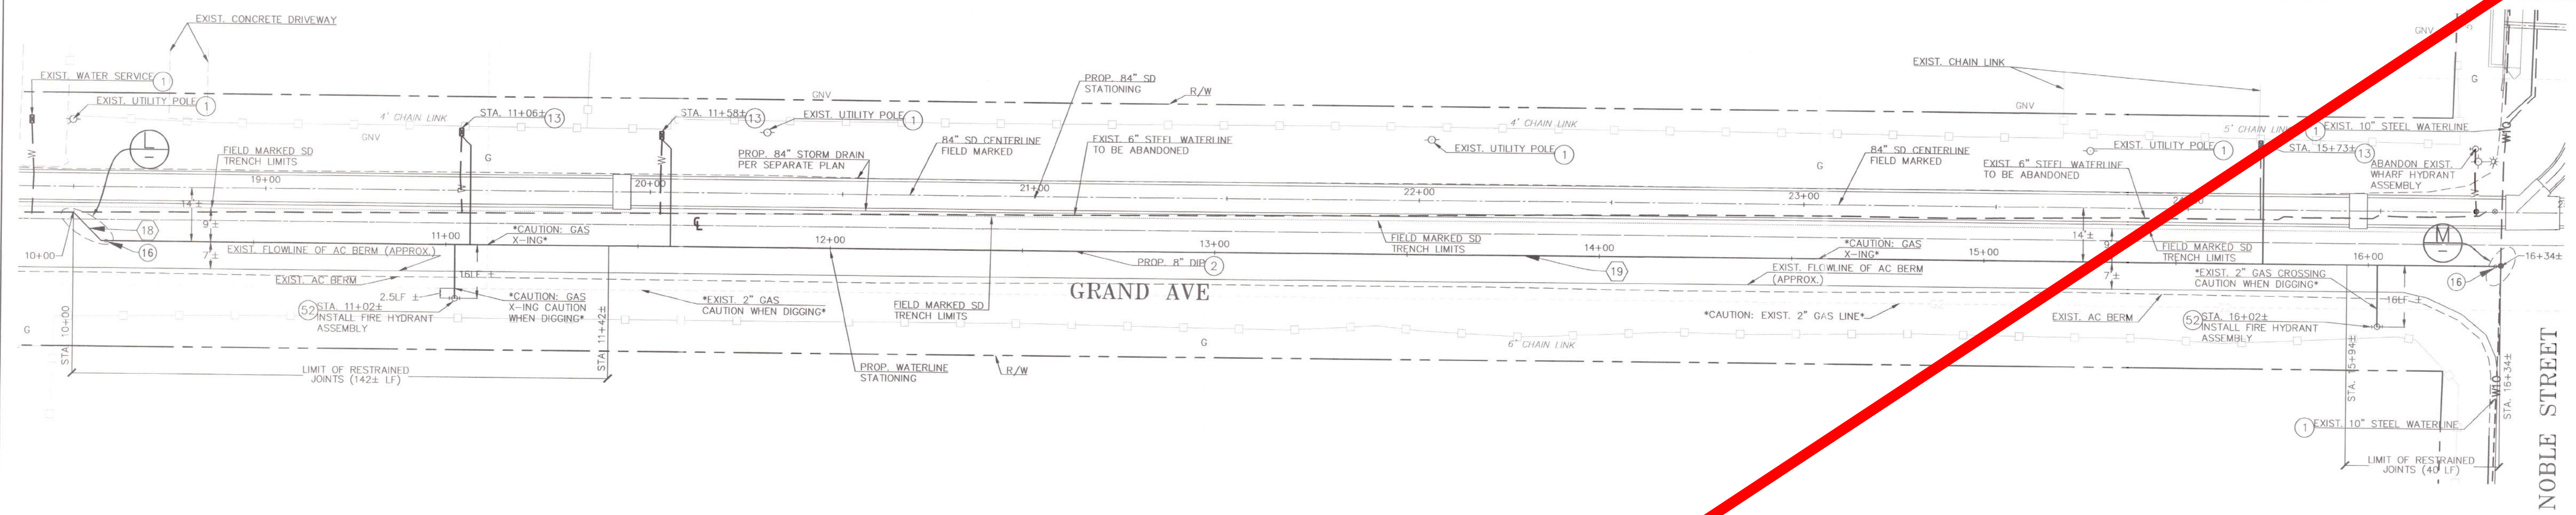 EXIST. CONCRETE DRIVEWAY
GNV
EXIST. WATER SERVICE 1
EXIST. UTILITY POLE 1
L
FIELD MARKED SD
TRENCH LIMITS
4' CHAIN LINK
GNV
STA. 11+06± 13
G
STA. 11+58± 13
EXIST. UTILITY POLE 1
PROP. 84" STORM DRAIN
PER SEPARATE PLAN
GNV
PROP. 84" SD
STATIONING
R/W
84" SD CENTERLINE
FIELD MARKED
EXIST. 6" STEEL WATERLINE
TO BE ABANDONED
4' CHAIN LINK
EXIST. UTILITY POLE 1
EXIST. CHAIN LINK
GNV
G
84" SD CENTERLINE
FIELD MARKED
EXIST. 6" STEEL WATERLINE
TO BE ABANDONED
EXIST. UTILITY POLE 1
5' CHAIN LINK
1 EXIST. 10" STEEL WATERLINE
STA. 15+73± 13
ABANDON EXIST.
WHARF HYDRANT
ASSEMBLY
G
W10
W
W
W
19+00
20+00
21+00
22+00
23+00
14'±
9'±
7'±
18
16
10+00
11+00
12+00
13+00
14+00
15+00
16+00
℄
*CAUTION: GAS
X-ING*
EXIST. FLOWLINE OF AC BERM (APPROX.)
EXIST. AC BERM
2.5LF ±
16LF ±
52 STA. 11+02±
INSTALL FIRE HYDRANT
ASSEMBLY
*CAUTION: GAS
X-ING CAUTION
WHEN DIGGING*
*EXIST. 2" GAS
CAUTION WHEN DIGGING*
FIELD MARKED SD
TRENCH LIMITS
PROP. 8" DIP 2
GRAND AVE
FIELD MARKED SD
TRENCH LIMITS
19
*CAUTION: GAS
X-ING*
EXIST. FLOWLINE OF AC BERM
(APPROX.)
14'±
9'±
7'±
FIELD MARKED SD
TRENCH LIMITS
M
16+34±
16
*EXIST. 2" GAS CROSSING
CAUTION WHEN DIGGING*
16LF ±
*CAUTION: EXIST. 2" GAS LINE*
EXIST. AC BERM
52 STA. 16+02±
INSTALL FIRE HYDRANT
ASSEMBLY
G
G
6' CHAIN LINK
STA. 10+00
STA. 11+42±
LIMIT OF RESTRAINED
JOINTS (142± LF)
PROP. WATERLINE
STATIONING
R/W
STA. 15+94±
STA. 16+34±
W10
1 EXIST. 10" STEEL WATERLINE
LIMIT OF RESTRAINED
JOINTS (40 LF)
NOBLE STREET